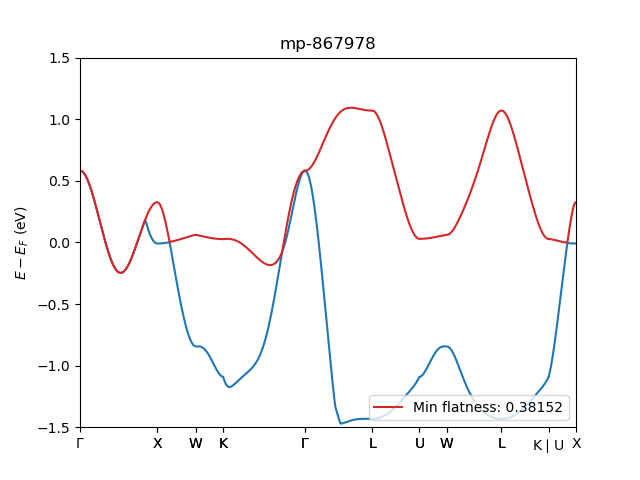 mp-867978
1.5
1.0
0.5
0.0
−0.5
−1.0
−1.5
E − E_F (eV)
Γ X W K Γ L U W L K | U X
Min flatness: 0.38152